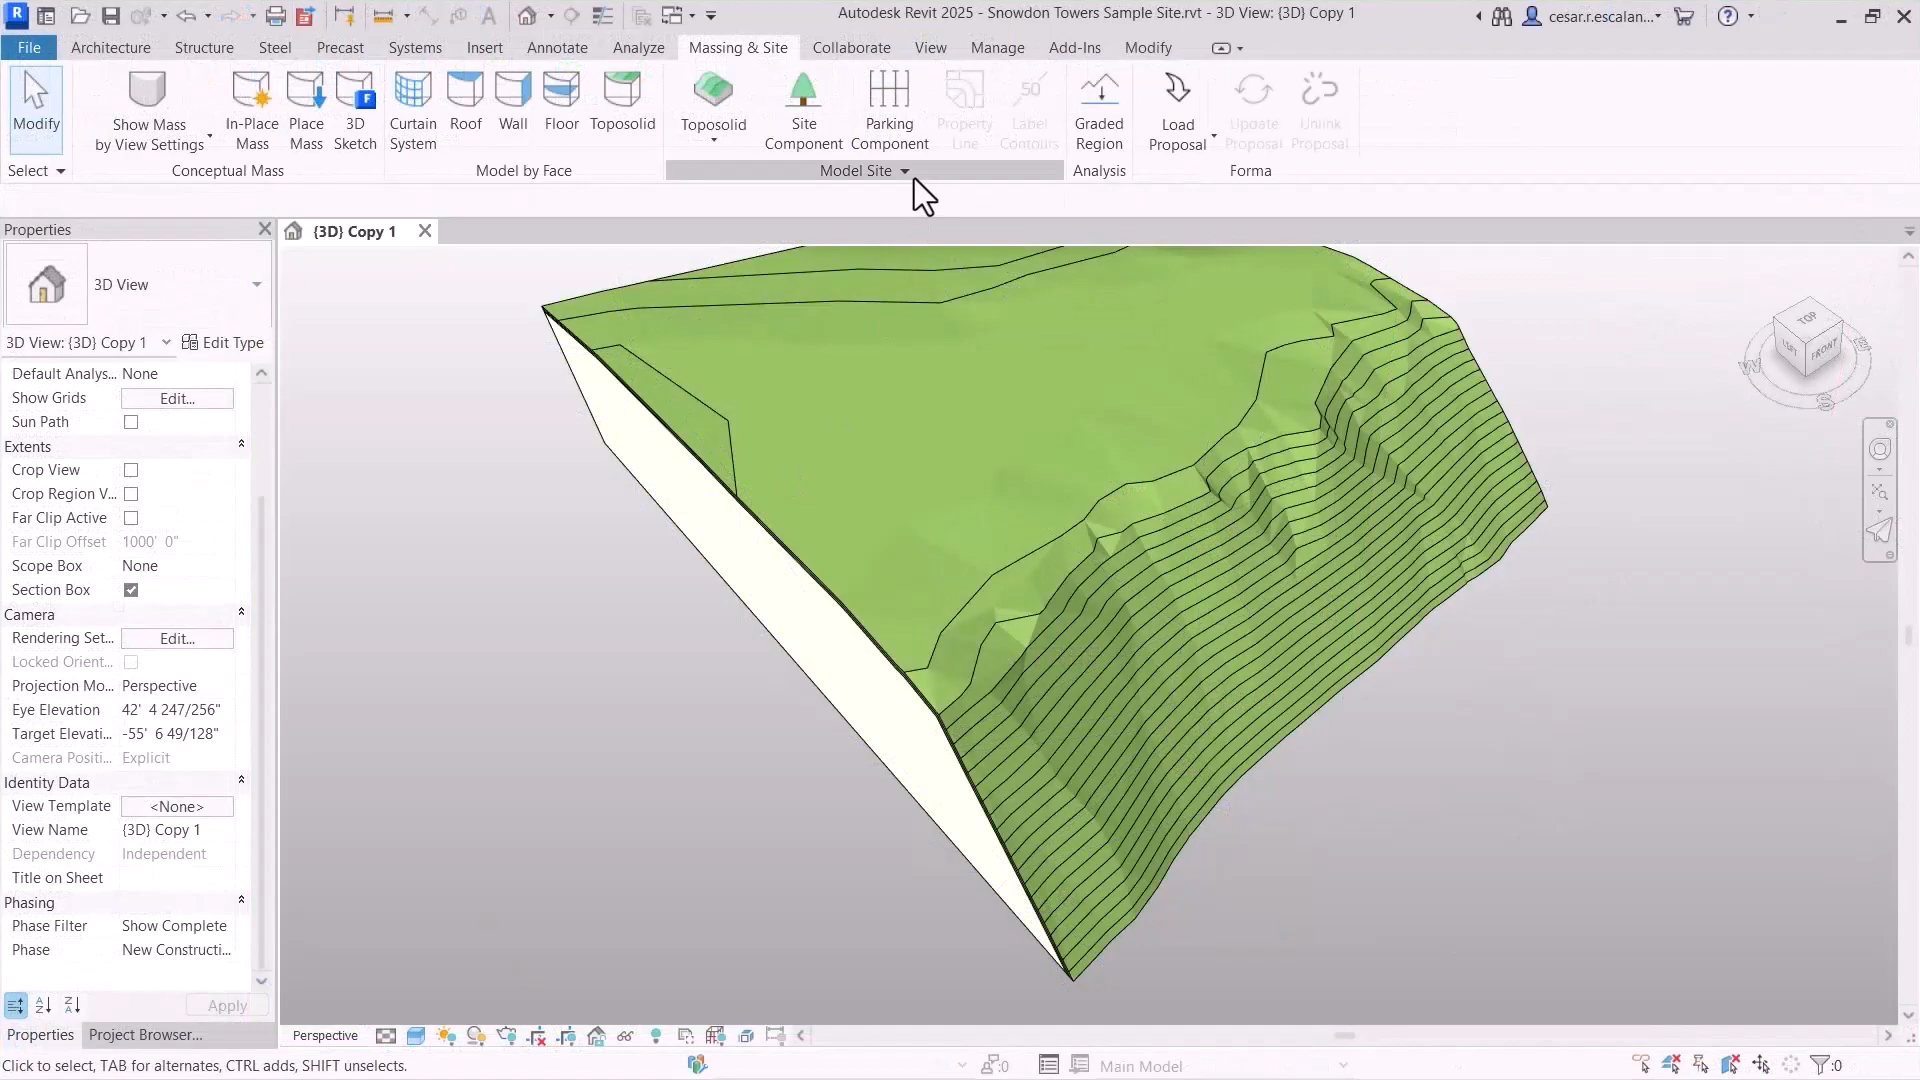 Autodesk Revit 2025 - Snowdon Towers Sample Site.rvt - 3D View: {3D} Copy 1
cesar.r.escalan...
File Architecture Structure Steel Precast Systems Insert Annotate Analyze Massing & Site Collaborate View Manage Add-Ins Modify
Modify
Show Mass
by View Settings
In-Place
Mass
Place
Mass
3D
Sketch
Curtain
System
Roof
Wall
Floor
Toposolid
Toposolid
Site
Component
Parking
Component
Property
Line
50
Label
Contours
Graded
Region
Load
Proposal
Update
Proposal
Unlink
Proposal
Select
Conceptual Mass
Model by Face
Model Site
Analysis
Forma
Properties
{3D} Copy 1
3D View
3D View: {3D} Copy 1
Edit Type
Default Analys... None
Show Grids Edit...
Sun Path
Extents
Crop View
Crop Region V...
Far Clip Active
Far Clip Offset 1000' 0"
Scope Box None
Section Box
Camera
Rendering Set... Edit...
Locked Orient...
Projection Mo... Perspective
Eye Elevation 42' 4 247/256"
Target Elevati... -55' 6 49/128"
Camera Positi... Explicit
Identity Data
View Template <None>
View Name {3D} Copy 1
Dependency Independent
Title on Sheet
Phasing
Phase Filter Show Complete
Phase New Constructi...
Apply
Properties
Project Browser...
TOP
LEFT
FRONT
W
S
E
Perspective
Click to select, TAB for alternates, CTRL adds, SHIFT unselects.
:0
Main Model
:0